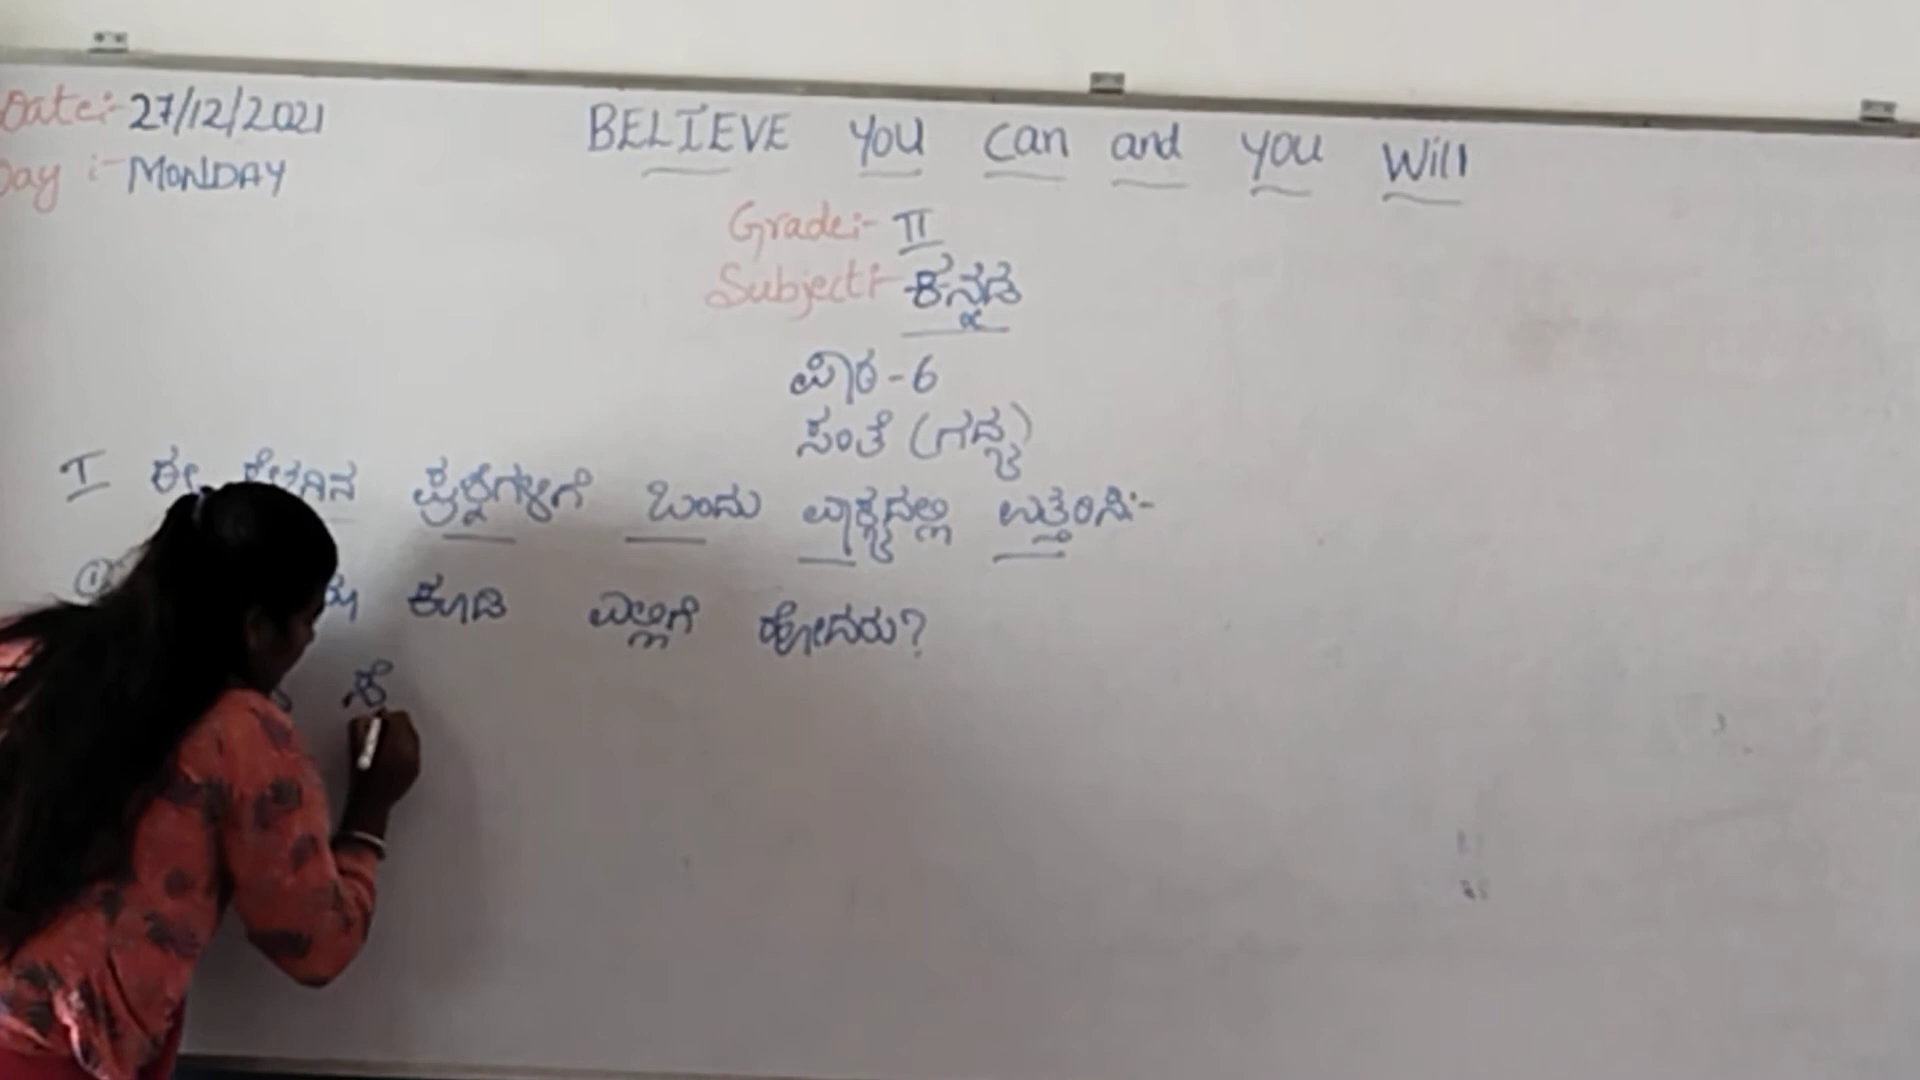 Date:- 27/12/2021
BELIEVE YOU Can and you Will
Day :- MONDAY
Grade:- II
Subject:- ಕನ್ನಡ
ಪಾಠ-6
ಸಂತೆ (ಗದ್ಯ)
I ಈ ಕೆಳಗಿನ ಪ್ರಶ್ನೆಗಳಿಗೆ ಒಂದು ವಾಕ್ಯದಲ್ಲಿ ಉತ್ತರಿಸಿ:-
① ಕೂಡಿ ಎಲ್ಲಿಗೆ ಹೋದರು?